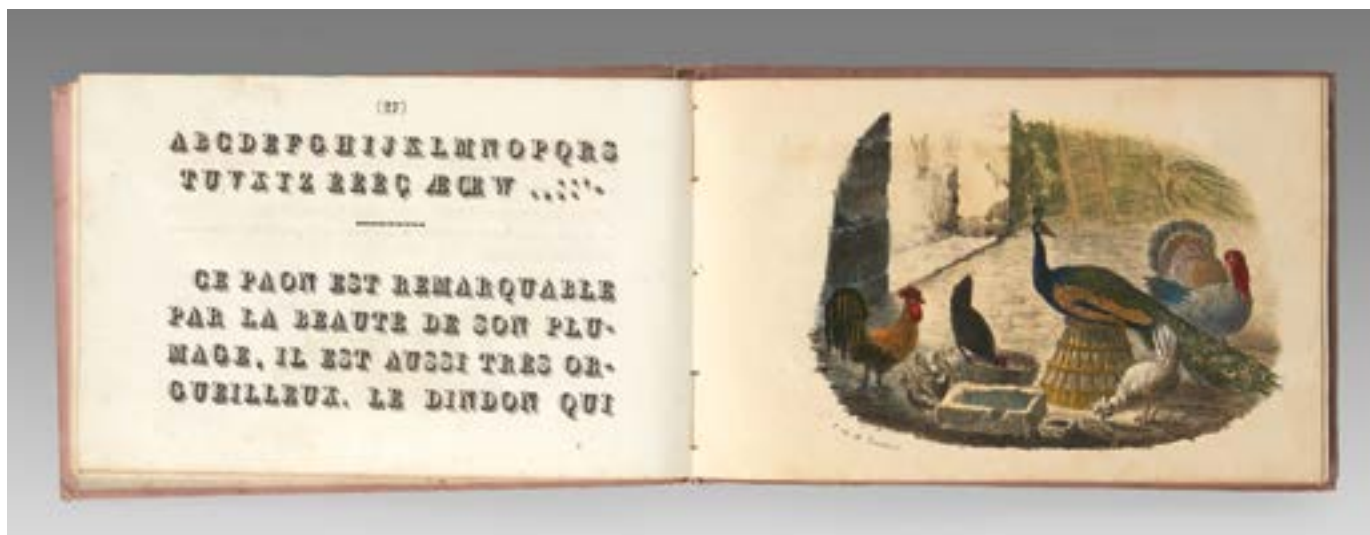 ABCDEFGHIJKLMNOPQRS
TUVXYZ ÉÈÊÇ ÆŒW .,;:'-
CE PAON EST REMARQUABLE
PAR LA BEAUTÉ DE SON PLU-
MAGE, IL EST AUSSI TRÈS OR-
GUEILLEUX. LE DINDON QUI